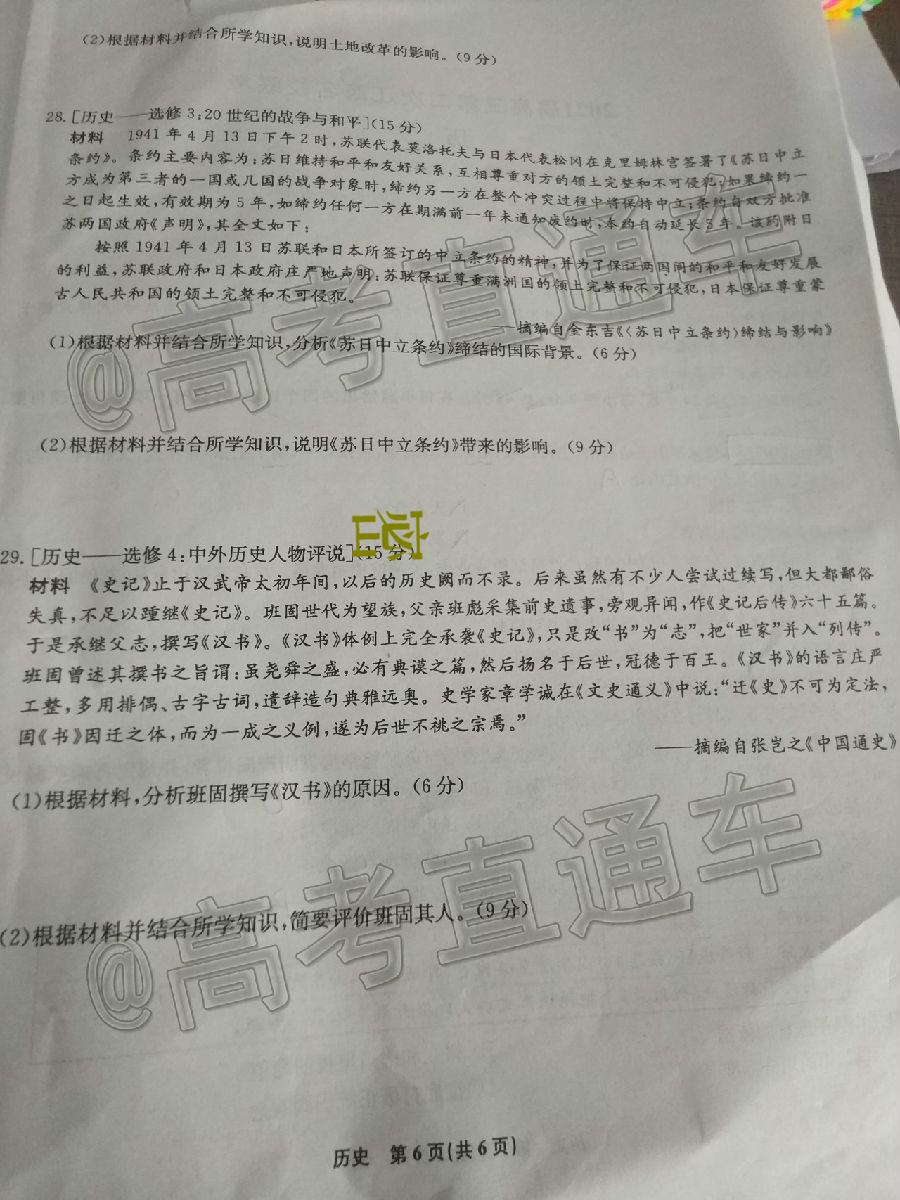 (2)根据材料并结合所学知识,说明土地改革的影响。(9分)
28.[历史——选修3:20世纪的战争与和平](15分)
材料 1941年4月13日下午2时,苏联代表莫洛托夫与日本代表松冈在克里姆林宫签署了《苏日中立
条约》。条约主要内容为:苏日维持和平和友好关系,互相尊重对方的领土完整和不可侵犯;如果缔约一
方成为第三者的一国或几国的战争对象时,缔约另一方在整个冲突过程中将保持中立;条约自双方批准
之日起生效,有效期为5年,如缔约任何一方在期满前一年未通知废约时,本约自动延长5年。该约附日
苏两国政府《声明》,其全文如下:
按照1941年4月13日苏联和日本所签订的中立条约的精神,并为了保证两国间的和平和友好发展
的利益,苏联政府和日本政府庄严地声明:苏联保证尊重满洲国的领土完整和不可侵犯,日本保证尊重蒙
古人民共和国的领土完整和不可侵犯。
——摘编自金东吉《〈苏日中立条约〉缔结与影响》
(1)根据材料并结合所学知识,分析《苏日中立条约》缔结的国际背景。(6分)
(2)根据材料并结合所学知识,说明《苏日中立条约》带来的影响。(9分)
29.[历史——选修4:中外历史人物评说](15分)
材料 《史记》止于汉武帝太初年间,以后的历史阙而不录。后来虽然有不少人尝试过续写,但大都鄙俗
失真,不足以踵继《史记》。班固世代为望族,父亲班彪采集前史遗事,旁观异闻,作《史记后传》六十五篇。
于是承继父志,撰写《汉书》。《汉书》体例上完全承袭《史记》,只是改“书”为“志”,把“世家”并入“列传”。
班固曾述其撰书之旨谓:虽尧舜之盛,必有典谟之篇,然后扬名于后世,冠德于百王。《汉书》的语言庄严
工整,多用排偶、古字古词,遣辞造句典雅远奥。史学家章学诚在《文史通义》中说:“迁《史》不可为定法,
固《书》因迁之体,而为一成之义例,遂为后世不祧之宗焉。”
——摘编自张岂之《中国通史》
(1)根据材料,分析班固撰写《汉书》的原因。(6分)
(2)根据材料并结合所学知识,简要评价班固其人。(9分)
历史 第6页(共6页)
@高考直通车
@高考直通车